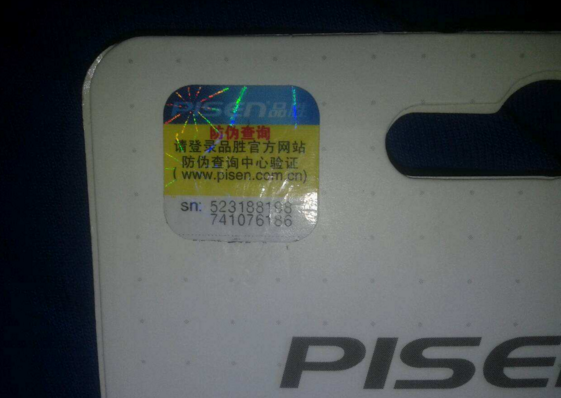 PISEN品胜
防伪查询
请登录品胜官方网站
防伪查询中心验证
( www.pisen.com.cn)
sn: 523188198
741076186
PISEN